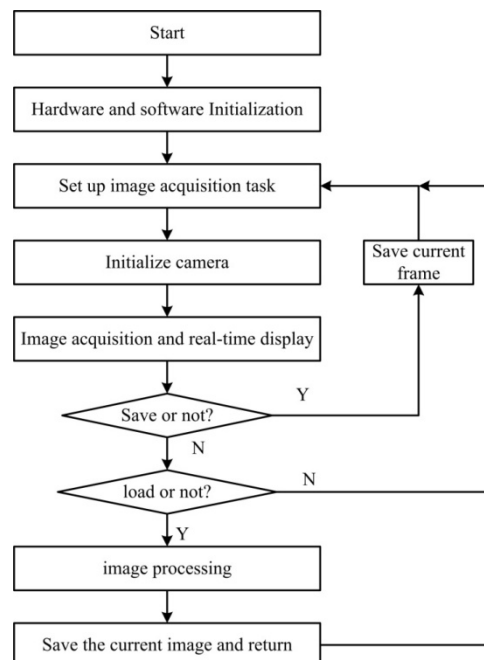 Start
Hardware and software Initialization
Set up image acquisition task
Initialize camera
Save current
frame
Image acquisition and real-time display
Save or not?
Y
N
load or not?
N
Y
image processing
Save the current image and return